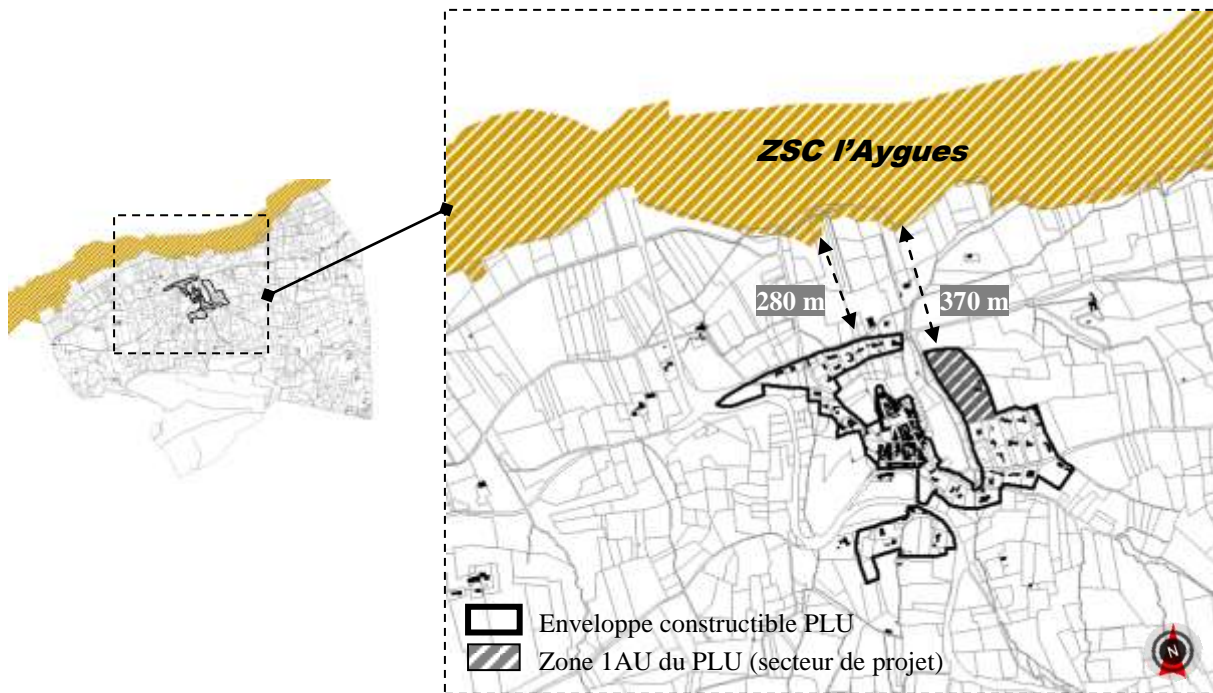 ZSC l'Aygues
280 m
370 m
Enveloppe constructible PLU
Zone 1AU du PLU (secteur de projet)
N